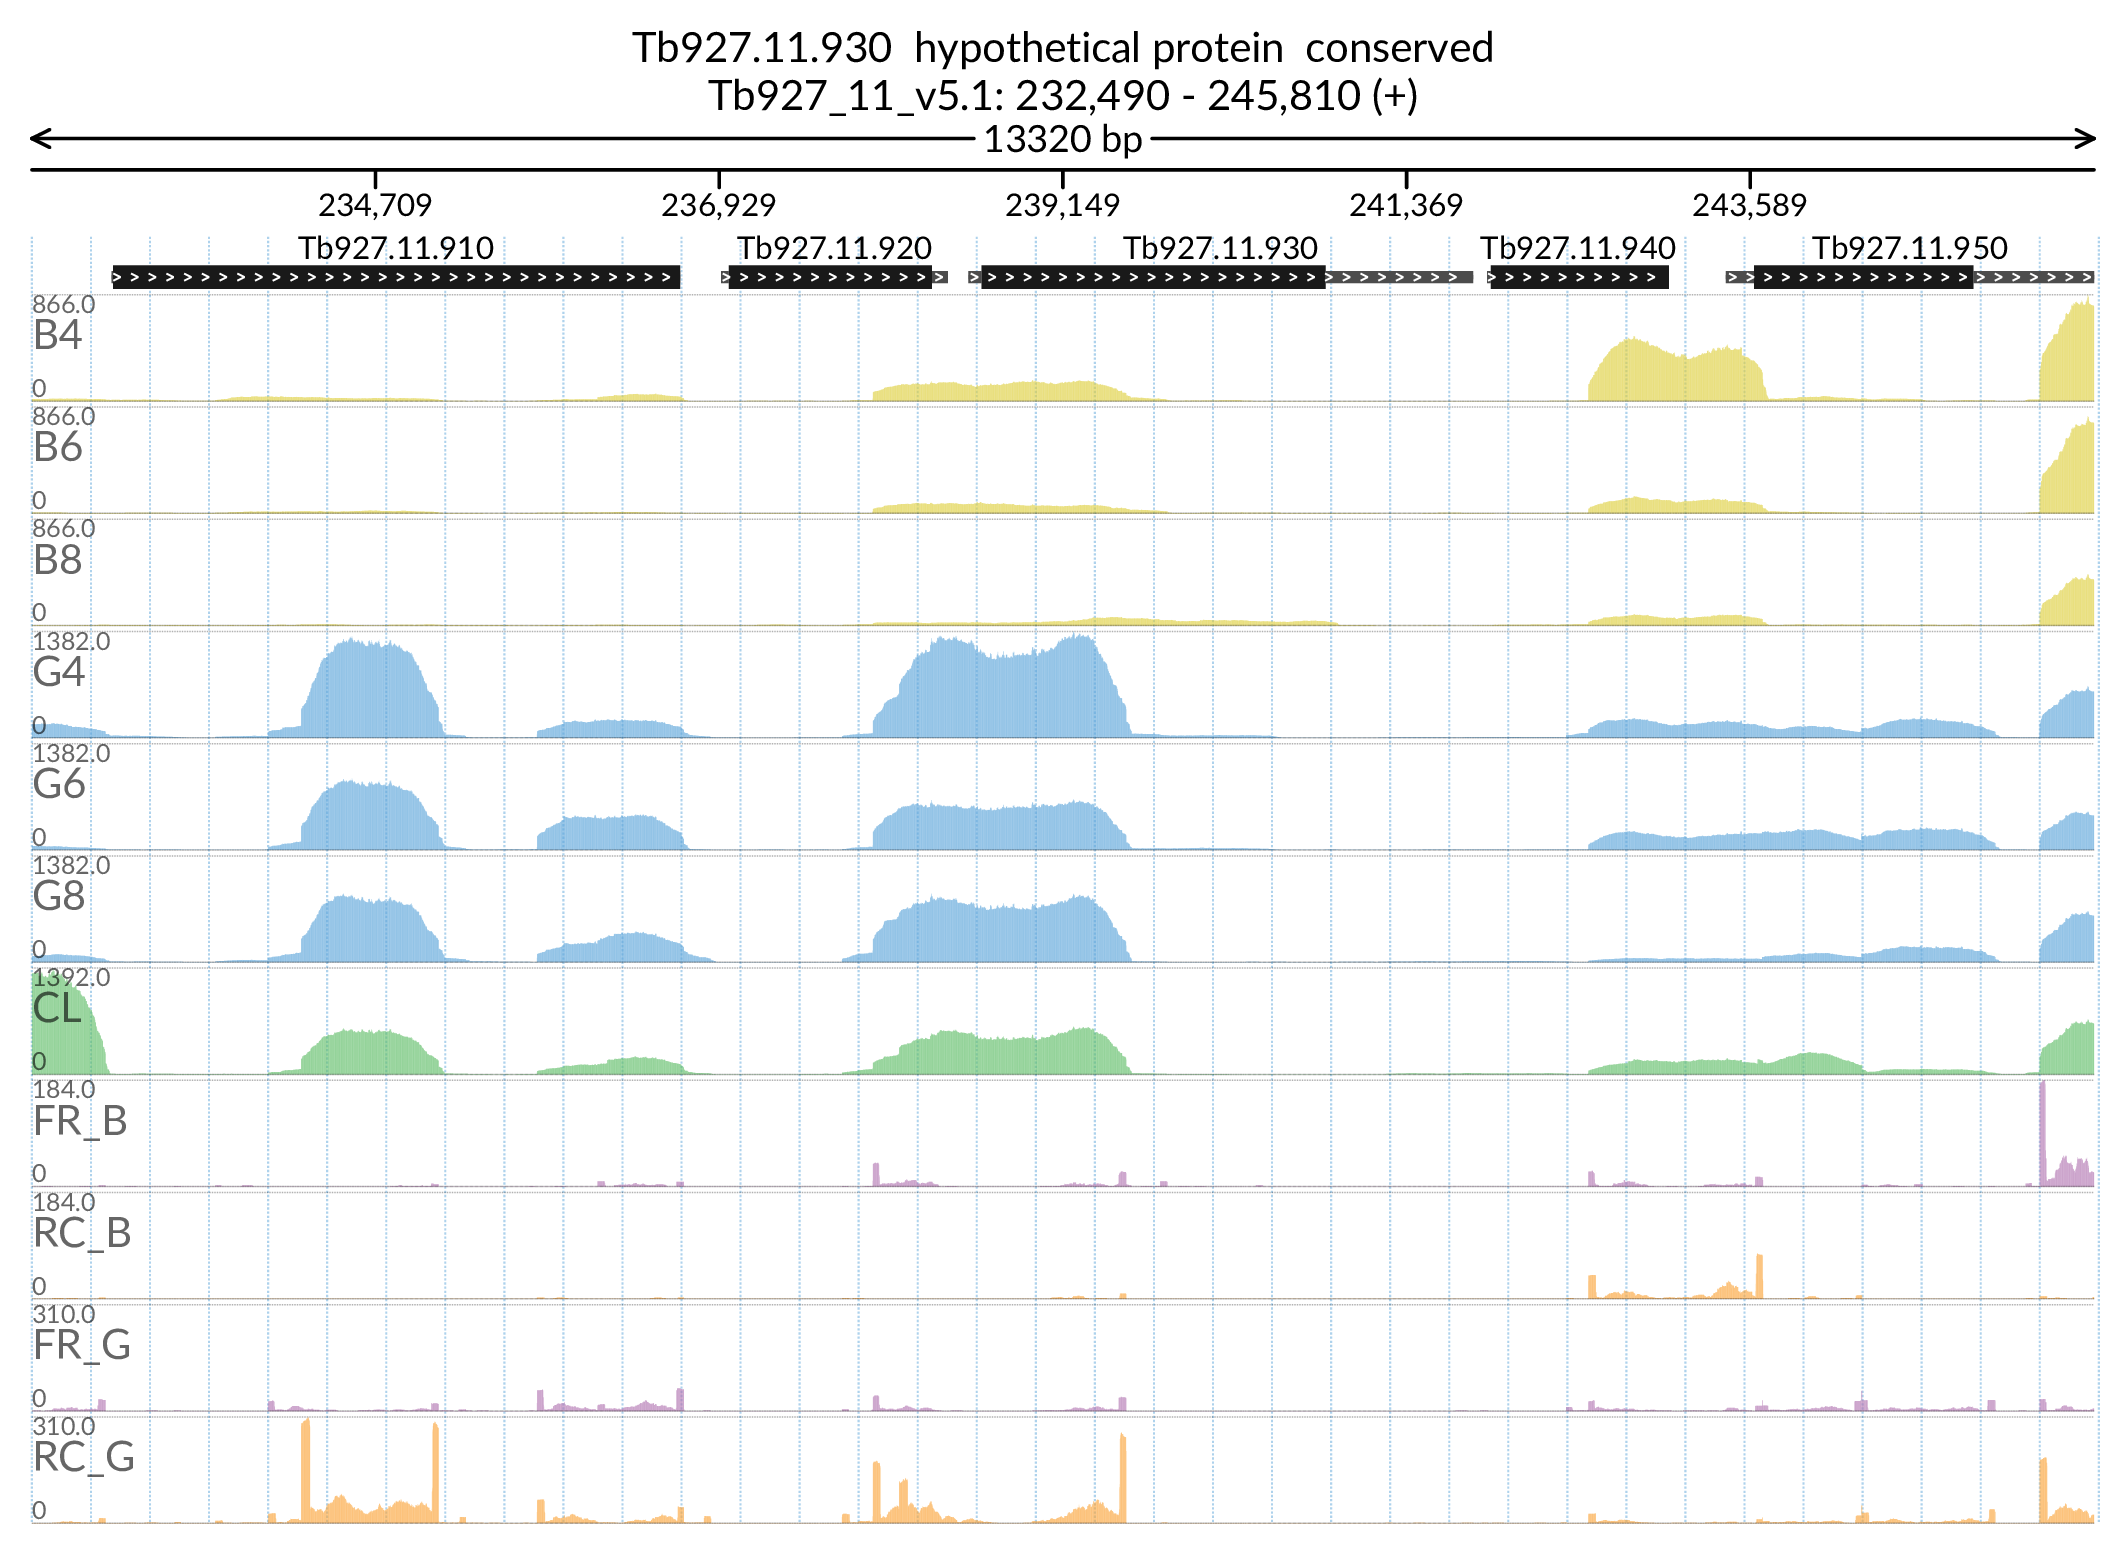 Tb927.11.930  hypothetical protein  conserved
Tb927_11_v5.1: 232,490 - 245,810 (+)
13320 bp
234,709 236,929 239,149 241,369 243,589
Tb927.11.910 Tb927.11.920 Tb927.11.930 Tb927.11.940 Tb927.11.950
866.0
B4
0
866.0
B6
0
866.0
B8
0
1382.0
G4
0
1382.0
G6
0
1382.0
G8
0
1392.0
CL
0
184.0
FR_B
0
184.0
RC_B
0
310.0
FR_G
0
310.0
RC_G
0